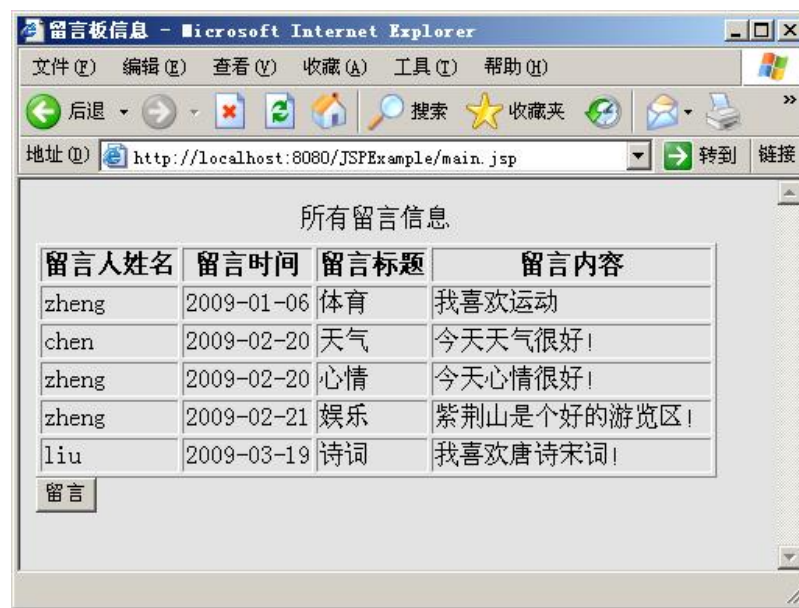 留言板信息 - Microsoft Internet Explorer
文件(F) 编辑(E) 查看(V) 收藏(A) 工具(T) 帮助(H)
后退 搜索 收藏夹 »
地址(D) http://localhost:8080/JSPExample/main.jsp 转到 链接
所有留言信息
留言人姓名 留言时间 留言标题 留言内容
zheng 2009-01-06 体育 我喜欢运动
chen 2009-02-20 天气 今天天气很好!
zheng 2009-02-20 心情 今天心情很好!
zheng 2009-02-21 娱乐 紫荆山是个好的游览区!
liu 2009-03-19 诗词 我喜欢唐诗宋词!
留言